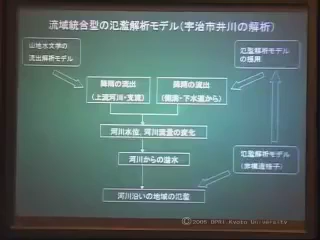 流域統合型の氾濫解析モデル(宇治市井川の解析)
山地水文学の
流出解析モデル
降雨の流出
(上流河川・支流)
降雨の流出
(側溝・下水道から)
氾濫解析モデル
の援用
河川水位、河川流量の変化
河川からの溢水
氾濫解析モデル
(非構造格子)
河川沿いの地域の氾濫
©2005 DPRI, Kyoto University